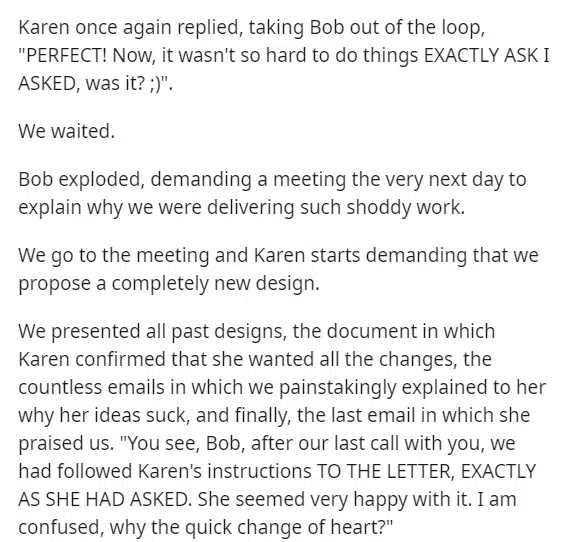 Karen once again replied, taking Bob out of the loop,
"PERFECT! Now, it wasn't so hard to do things EXACTLY ASK I
ASKED, was it? ;)".
We waited.
Bob exploded, demanding a meeting the very next day to
explain why we were delivering such shoddy work.
We go to the meeting and Karen starts demanding that we
propose a completely new design.
We presented all past designs, the document in which
Karen confirmed that she wanted all the changes, the
countless emails in which we painstakingly explained to her
why her ideas suck, and finally, the last email in which she
praised us. "You see, Bob, after our last call with you, we
had followed Karen's instructions TO THE LETTER, EXACTLY
AS SHE HAD ASKED. She seemed very happy with it. I am
confused, why the quick change of heart?"